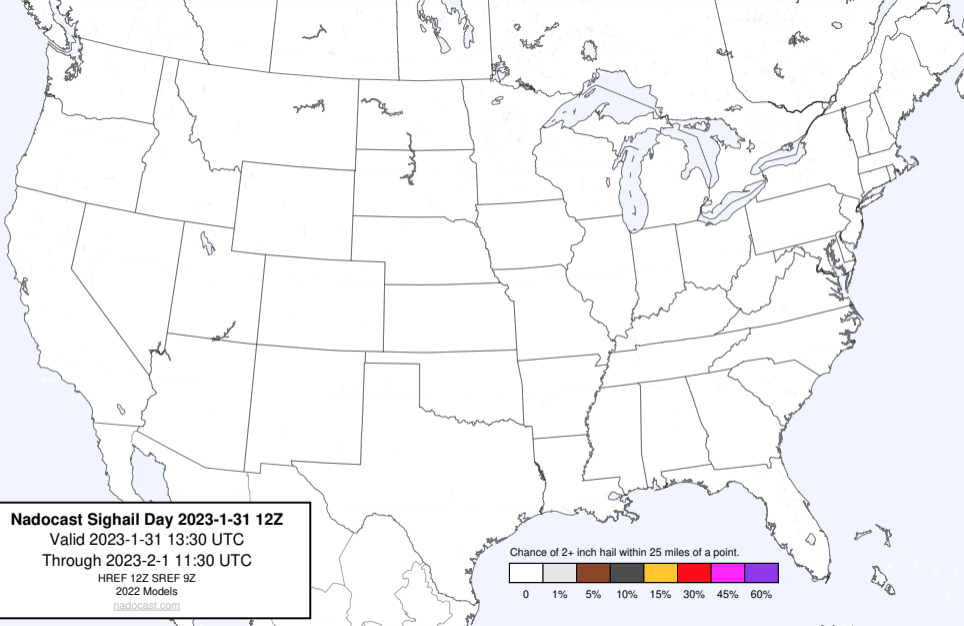 Nadocast Sighail Day 2023-1-31 12Z
Valid 2023-1-31 13:30 UTC
Through 2023-2-1 11:30 UTC
HREF 12Z SREF 9Z
2022 Models
nadocast.com
Chance of 2+ inch hail within 25 miles of a point.
0 1% 5% 10% 15% 30% 45% 60%